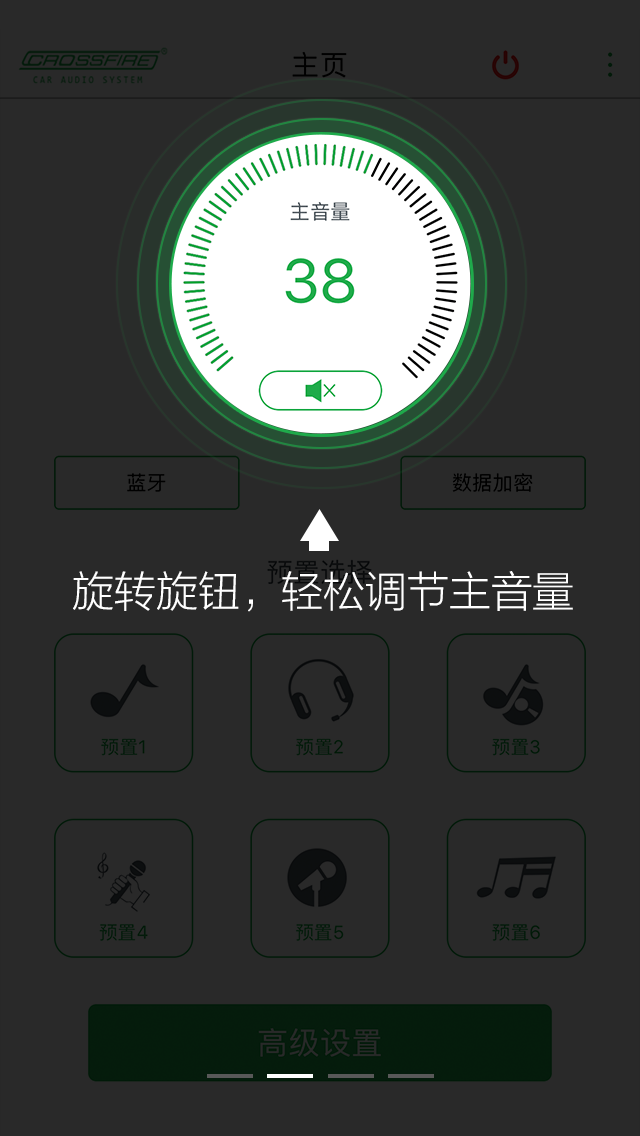 CROSSFIRE®
CAR AUDIO SYSTEM
主页
主音量
38
蓝牙
数据加密
预置选择
旋转旋钮，轻松调节主音量
预置1
预置2
预置3
预置4
预置5
预置6
高级设置